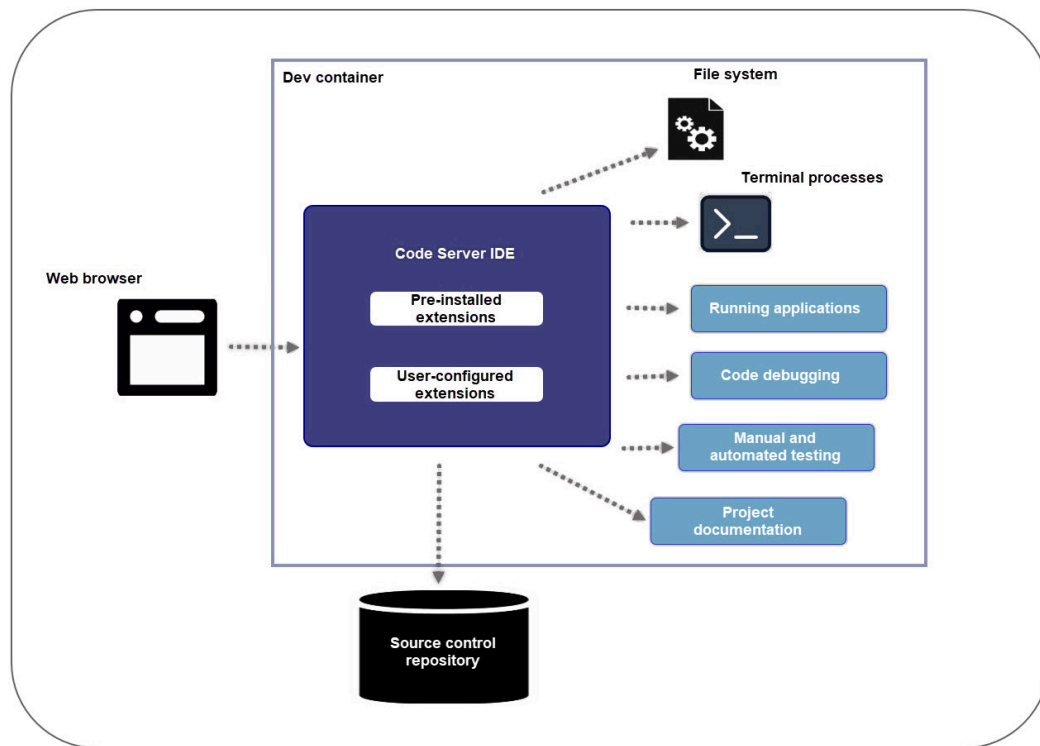 Dev container
File system
Terminal processes
Code Server IDE
Web browser
Pre-installed
extensions
Running applications
User-configured
extensions
Code debugging
Manual and
automated testing
Project
documentation
Source control
repository